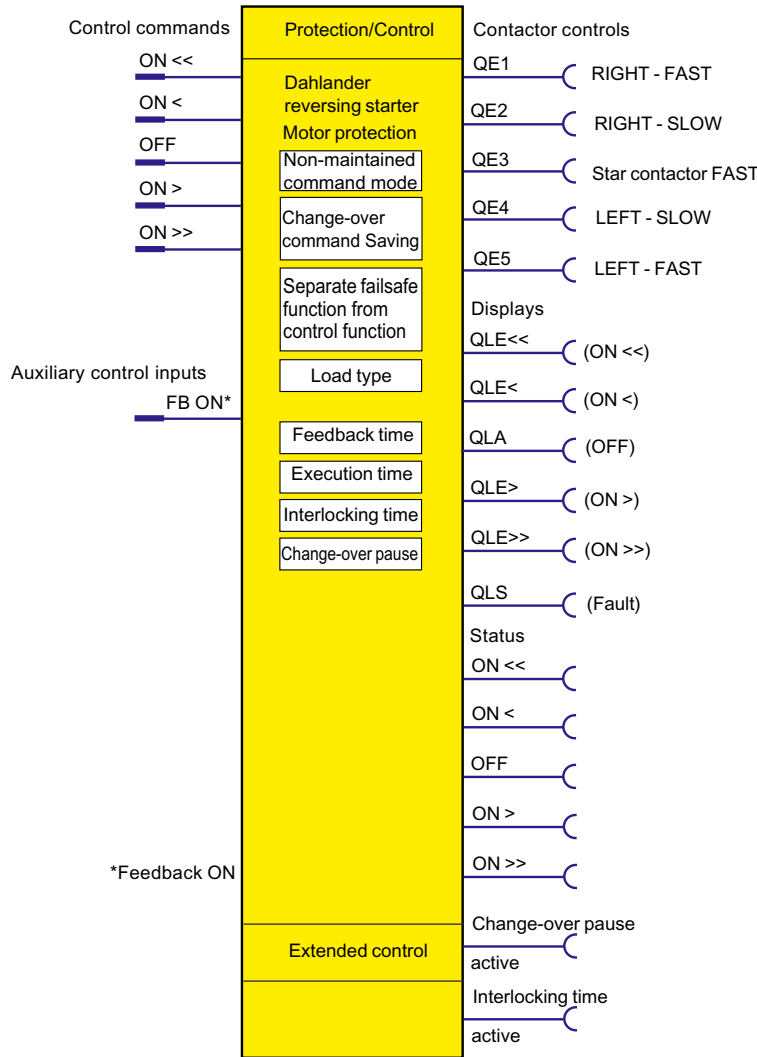 Control commands
ON <<
ON <
OFF
ON >
ON >>
Auxiliary control inputs
FB ON*
*Feedback ON
Protection/Control
Dahlander
reversing starter
Motor protection
Non-maintained
command mode
Change-over
command Saving
Separate failsafe
function from
control function
Load type
Feedback time
Execution time
Interlocking time
Change-over pause
Extended control
Contactor controls
QE1 RIGHT - FAST
QE2 RIGHT - SLOW
QE3 Star contactor FAST
QE4 LEFT - SLOW
QE5 LEFT - FAST
Displays
QLE<< (ON <<)
QLE< (ON <)
QLA (OFF)
QLE> (ON >)
QLE>> (ON >>)
QLS (Fault)
Status
ON <<
ON <
OFF
ON >
ON >>
Change-over pause
active
Interlocking time
active